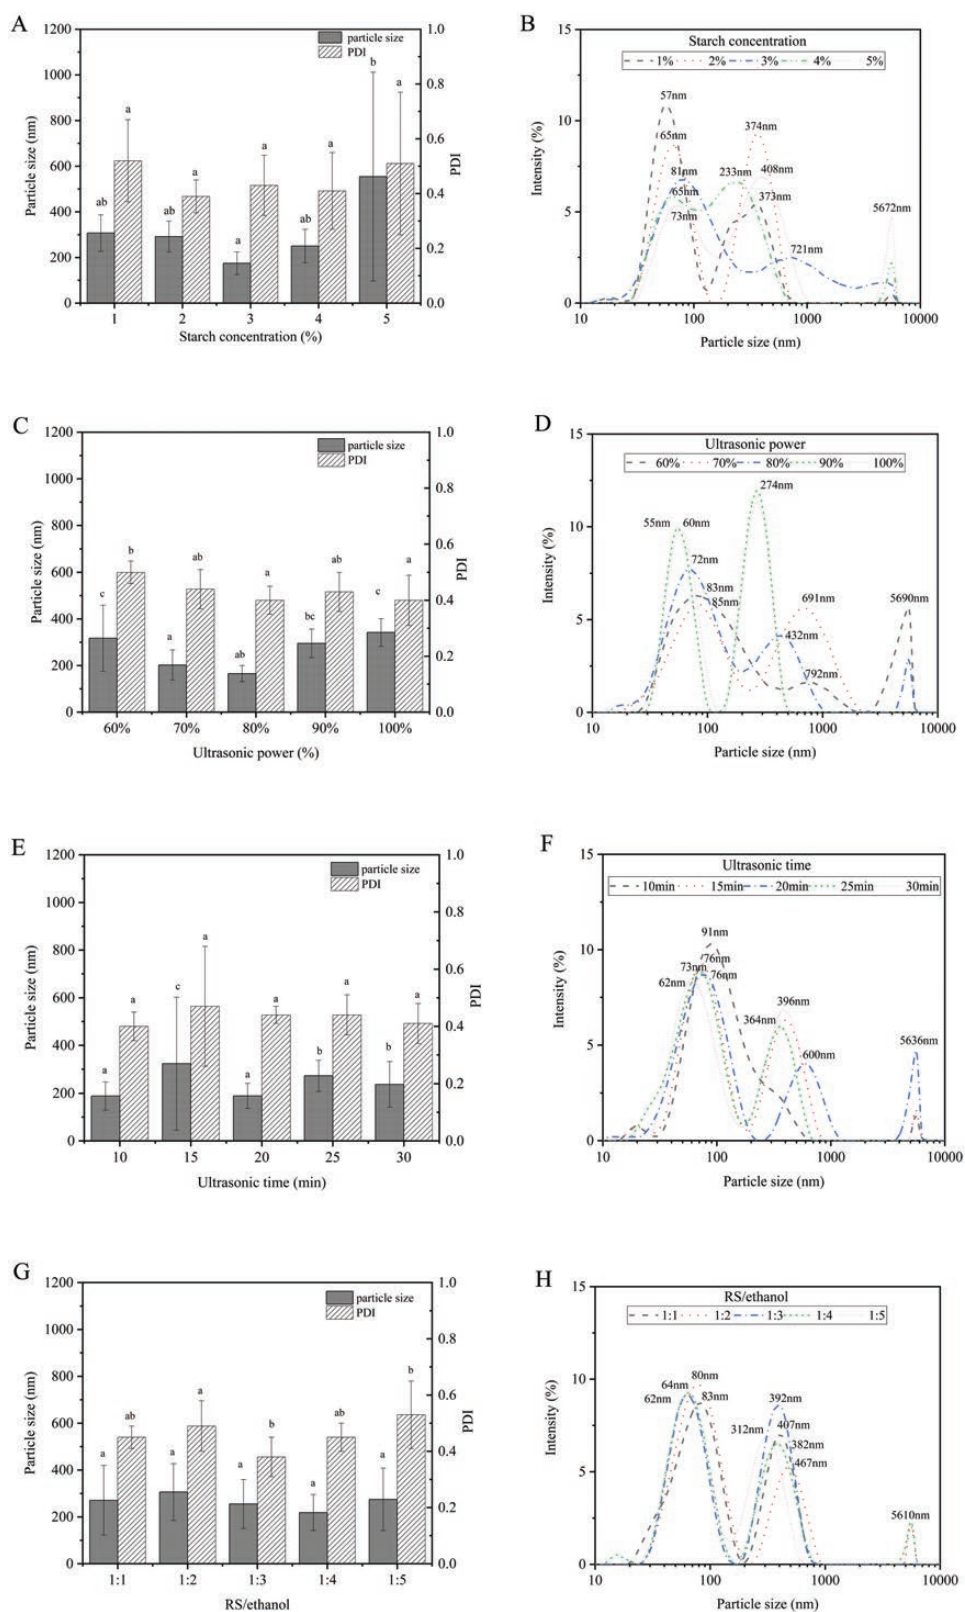 A
1200
1000
800
600
400
200
0
Particle size (nm)
particle size
PDI
1.0
0.8
0.6
0.4
0.2
0.0
PDI
ab
a
ab
a
a
a
ab
a
b
a
1 2 3 4 5
Starch concentration (%)
B
15
10
5
0
Intensity (%)
Starch concentration
1% 2% 3% 4% 5%
57nm
65nm
374nm
81nm
233nm
408nm
65nm
373nm
73nm
5672nm
721nm
10 100 1000 10000
Particle size (nm)
C
1200
1000
800
600
400
200
0
Particle size (nm)
particle size
PDI
1.0
0.8
0.6
0.4
0.2
0.0
PDI
c
b
a
ab
ab
a
bc
ab
c
a
60% 70% 80% 90% 100%
Ultrasonic power (%)
D
15
10
5
0
Intensity (%)
Ultrasonic power
60% 70% 80% 90% 100%
274nm
55nm 60nm
72nm
83nm
85nm
691nm
5690nm
432nm
792nm
10 100 1000 10000
Particle size (nm)
E
1200
1000
800
600
400
200
0
Particle size (nm)
particle size
PDI
1.0
0.8
0.6
0.4
0.2
0.0
PDI
a
a
c
a
a
a
b
a
b
a
10 15 20 25 30
Ultrasonic time (min)
F
15
10
5
0
Intensity (%)
Ultrasonic time
10min 15min 20min 25min 30min
91nm
76nm
73nm
76nm
62nm
396nm
364nm
600nm
5636nm
10 100 1000 10000
Particle size (nm)
G
1200
1000
800
600
400
200
0
Particle size (nm)
particle size
PDI
1.0
0.8
0.6
0.4
0.2
0.0
PDI
a
ab
a
a
a
b
a
ab
a
b
1:1 1:2 1:3 1:4 1:5
RS/ethanol
H
15
10
5
0
Intensity (%)
RS/ethanol
1:1 1:2 1:3 1:4 1:5
80nm
64nm
62nm
83nm
392nm
312nm
407nm
382nm
467nm
5610nm
10 100 1000 10000
Particle size (nm)